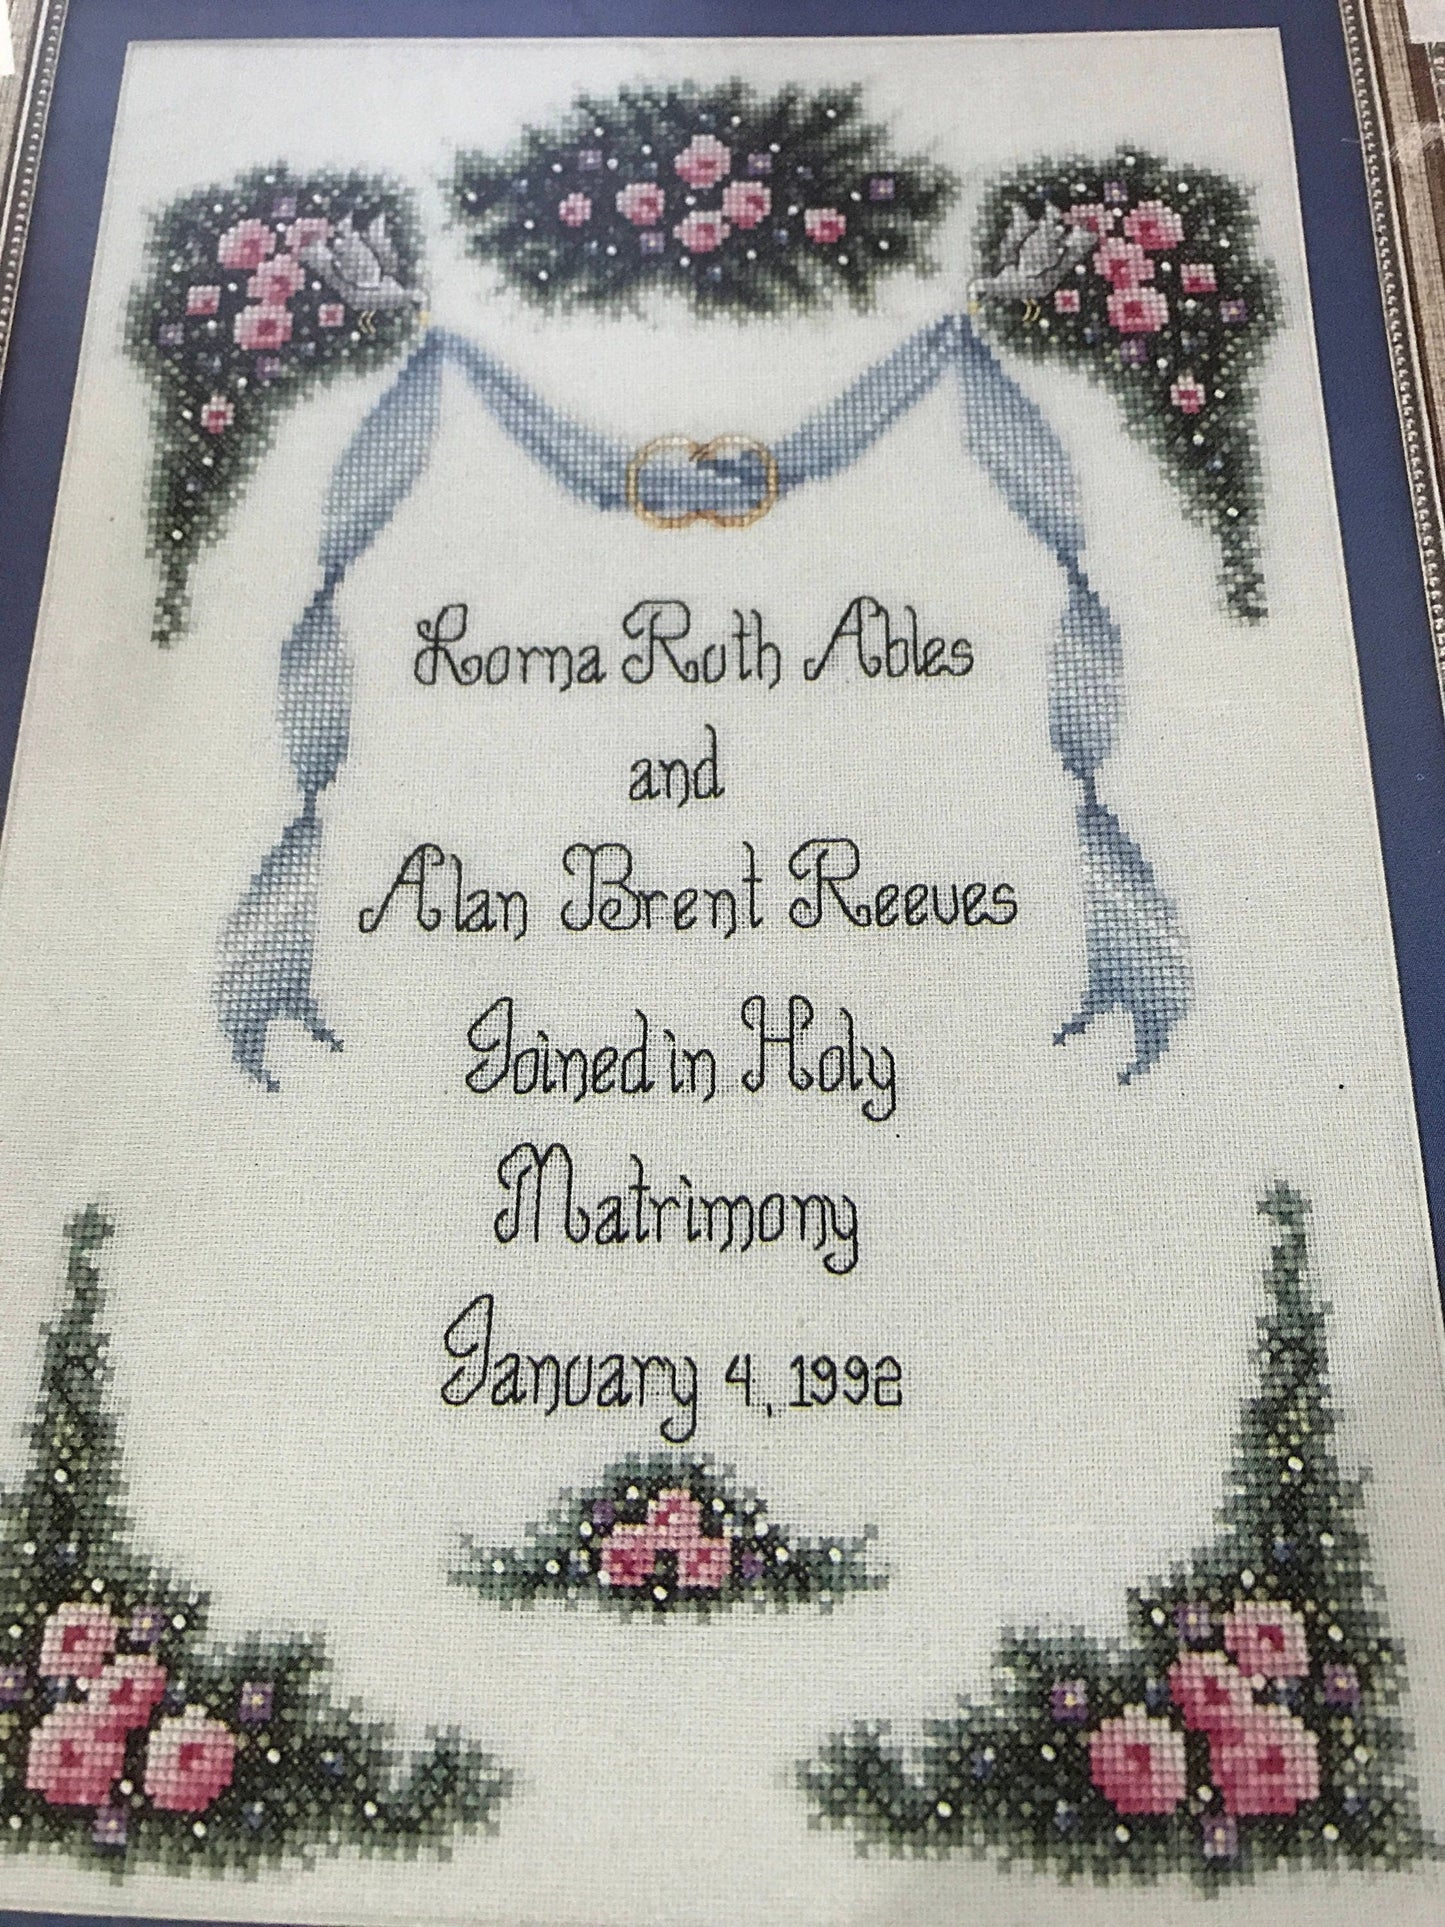 Lorna Ruth Ables
and
Alan Brent Reeves
Joined in Holy
Matrimony
January 4, 1992